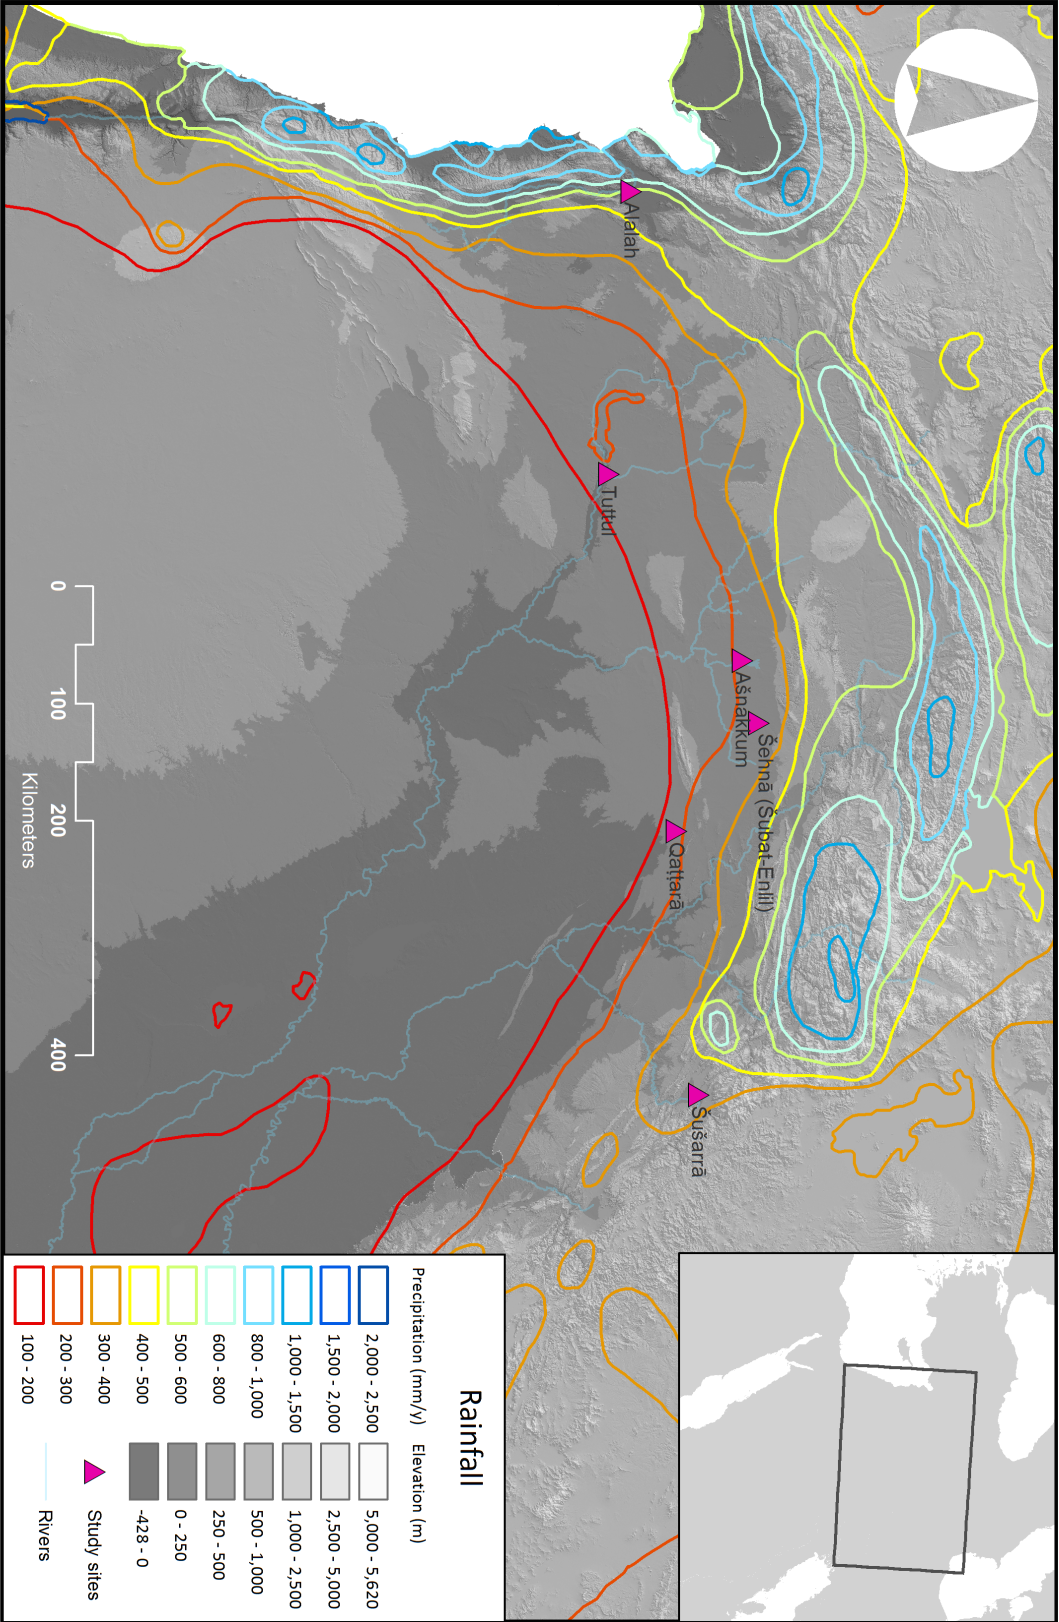 Alalah
Tuttul
Ašnakkum
Šehnā (Šubat-Enlil)
Qaṭṭarā
Šušarrā
0 100 200 400
Kilometers
Rainfall
Precipitation (mm/y) Elevation (m)
2,000 - 2,500 5,000 - 5,620
1,500 - 2,000 2,500 - 5,000
1,000 - 1,500 1,000 - 2,500
800 - 1,000 500 - 1,000
600 - 800 250 - 500
500 - 600 0 - 250
400 - 500 -428 - 0
300 - 400 Study sites
200 - 300
100 - 200 Rivers